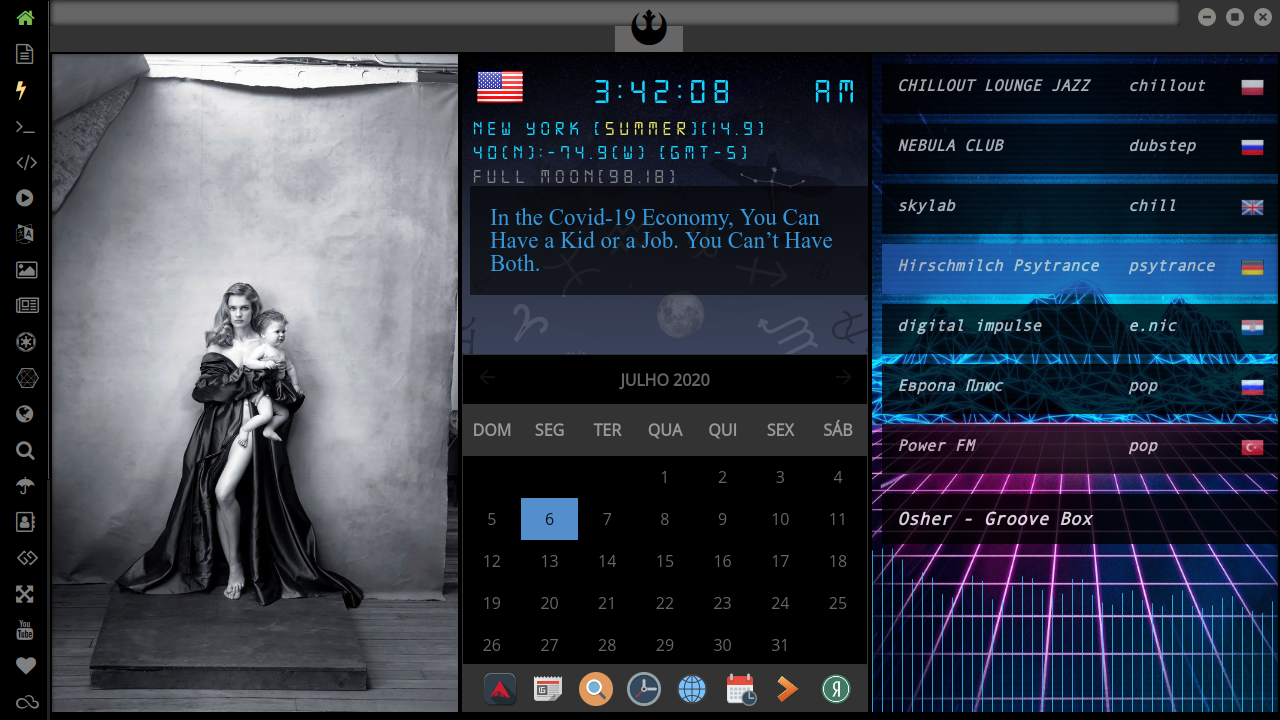 3:42:08 AM
NEW YORK (SUMMER)(14.9)
40(N):-74.9(W) (GMT-5)
FULL MOON(98.18)
In the Covid-19 Economy, You Can
Have a Kid or a Job. You Can’t Have
Both.
JULHO 2020
DOM SEG TER QUA QUI SEX SÁB
1 2 3 4
5 6 7 8 9 10 11
12 13 14 15 16 17 18
19 20 21 22 23 24 25
26 27 28 29 30 31
CHILLOUT LOUNGE JAZZ chillout
NEBULA CLUB dubstep
skylab chill
Hirschmilch Psytrance psytrance
digital impulse e.nic
Европа Плюс pop
Power FM pop
Osher - Groove Box
You
Tube
Я